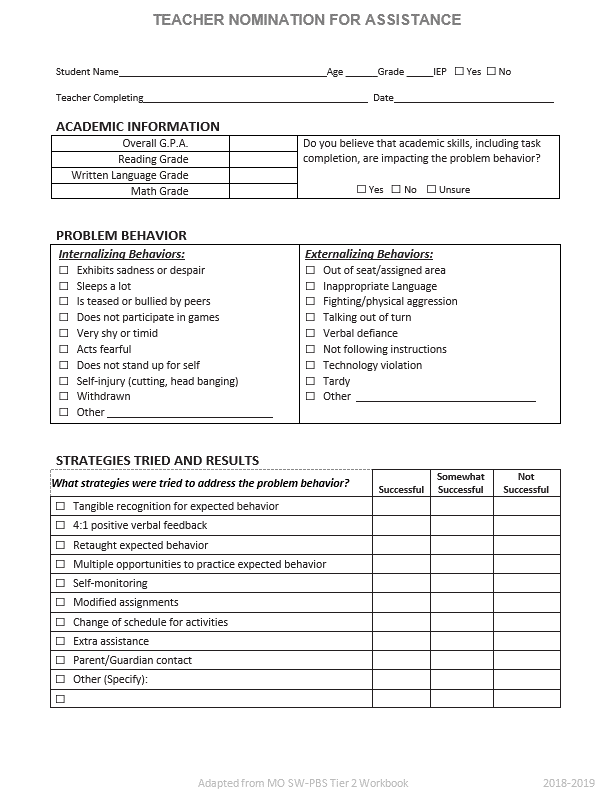 TEACHER NOMINATION FOR ASSISTANCE
Student Name____________ Age ______Grade _____IEP ☐ Yes ☐ No
Teacher Completing____________ Date____________
ACADEMIC INFORMATION
Overall G.P.A.
Reading Grade
Written Language Grade
Math Grade
Do you believe that academic skills, including task
completion, are impacting the problem behavior?
☐ Yes ☐ No ☐ Unsure
PROBLEM BEHAVIOR
Internalizing Behaviors:
☐ Exhibits sadness or despair
☐ Sleeps a lot
☐ Is teased or bullied by peers
☐ Does not participate in games
☐ Very shy or timid
☐ Acts fearful
☐ Does not stand up for self
☐ Self-injury (cutting, head banging)
☐ Withdrawn
☐ Other ____________
Externalizing Behaviors:
☐ Out of seat/assigned area
☐ Inappropriate Language
☐ Fighting/physical aggression
☐ Talking out of turn
☐ Verbal defiance
☐ Not following instructions
☐ Technology violation
☐ Tardy
☐ Other ____________
STRATEGIES TRIED AND RESULTS
What strategies were tried to address the problem behavior?
Successful
Somewhat
Successful
Not
Successful
☐ Tangible recognition for expected behavior
☐ 4:1 positive verbal feedback
☐ Retaught expected behavior
☐ Multiple opportunities to practice expected behavior
☐ Self-monitoring
☐ Modified assignments
☐ Change of schedule for activities
☐ Extra assistance
☐ Parent/Guardian contact
☐ Other (Specify):
☐
Adapted from MO SW-PBS Tier 2 Workbook 2018-2019